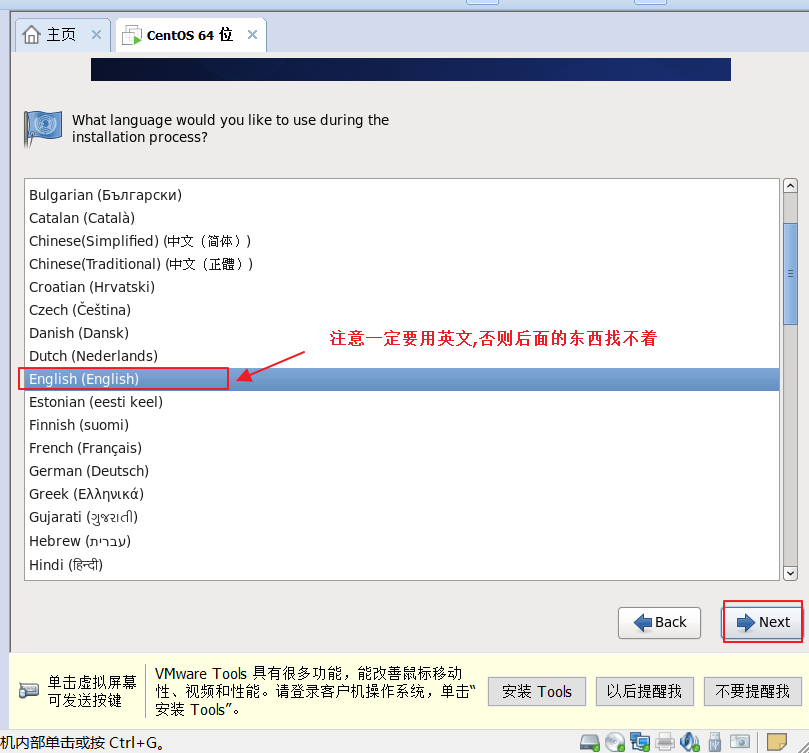 主页
CentOS 64 位
What language would you like to use during the
installation process?
Bulgarian (Български)
Catalan (Català)
Chinese(Simplified) (中文（简体）)
Chinese(Traditional) (中文（正體）)
Croatian (Hrvatski)
Czech (Čeština)
Danish (Dansk)
注意一定要用英文,否则后面的东西找不着
Dutch (Nederlands)
English (English)
Estonian (eesti keel)
Finnish (suomi)
French (Français)
German (Deutsch)
Greek (Ελληνικά)
Gujarati (ગુજરાતી)
Hebrew (עברית)
Hindi (हिन्दी)
Back
Next
单击虚拟屏幕
可发送按键
VMware Tools 具有很多功能，能改善鼠标移动
性、视频和性能。请登录客户机操作系统，单击“
安装 Tools”。
安装 Tools
以后提醒我
不要提醒我
机内部单击或按 Ctrl+G。